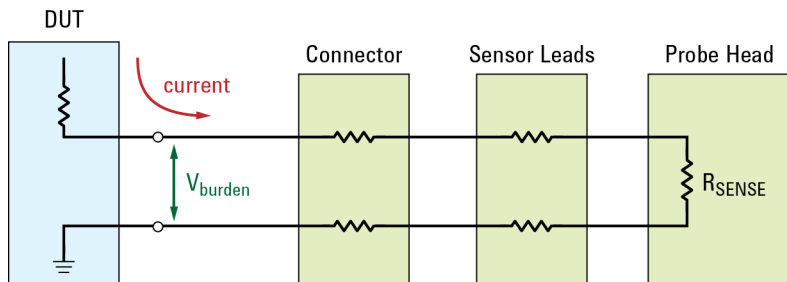 DUT
Connector
Sensor Leads
Probe Head
current
Vburden
RSENSE